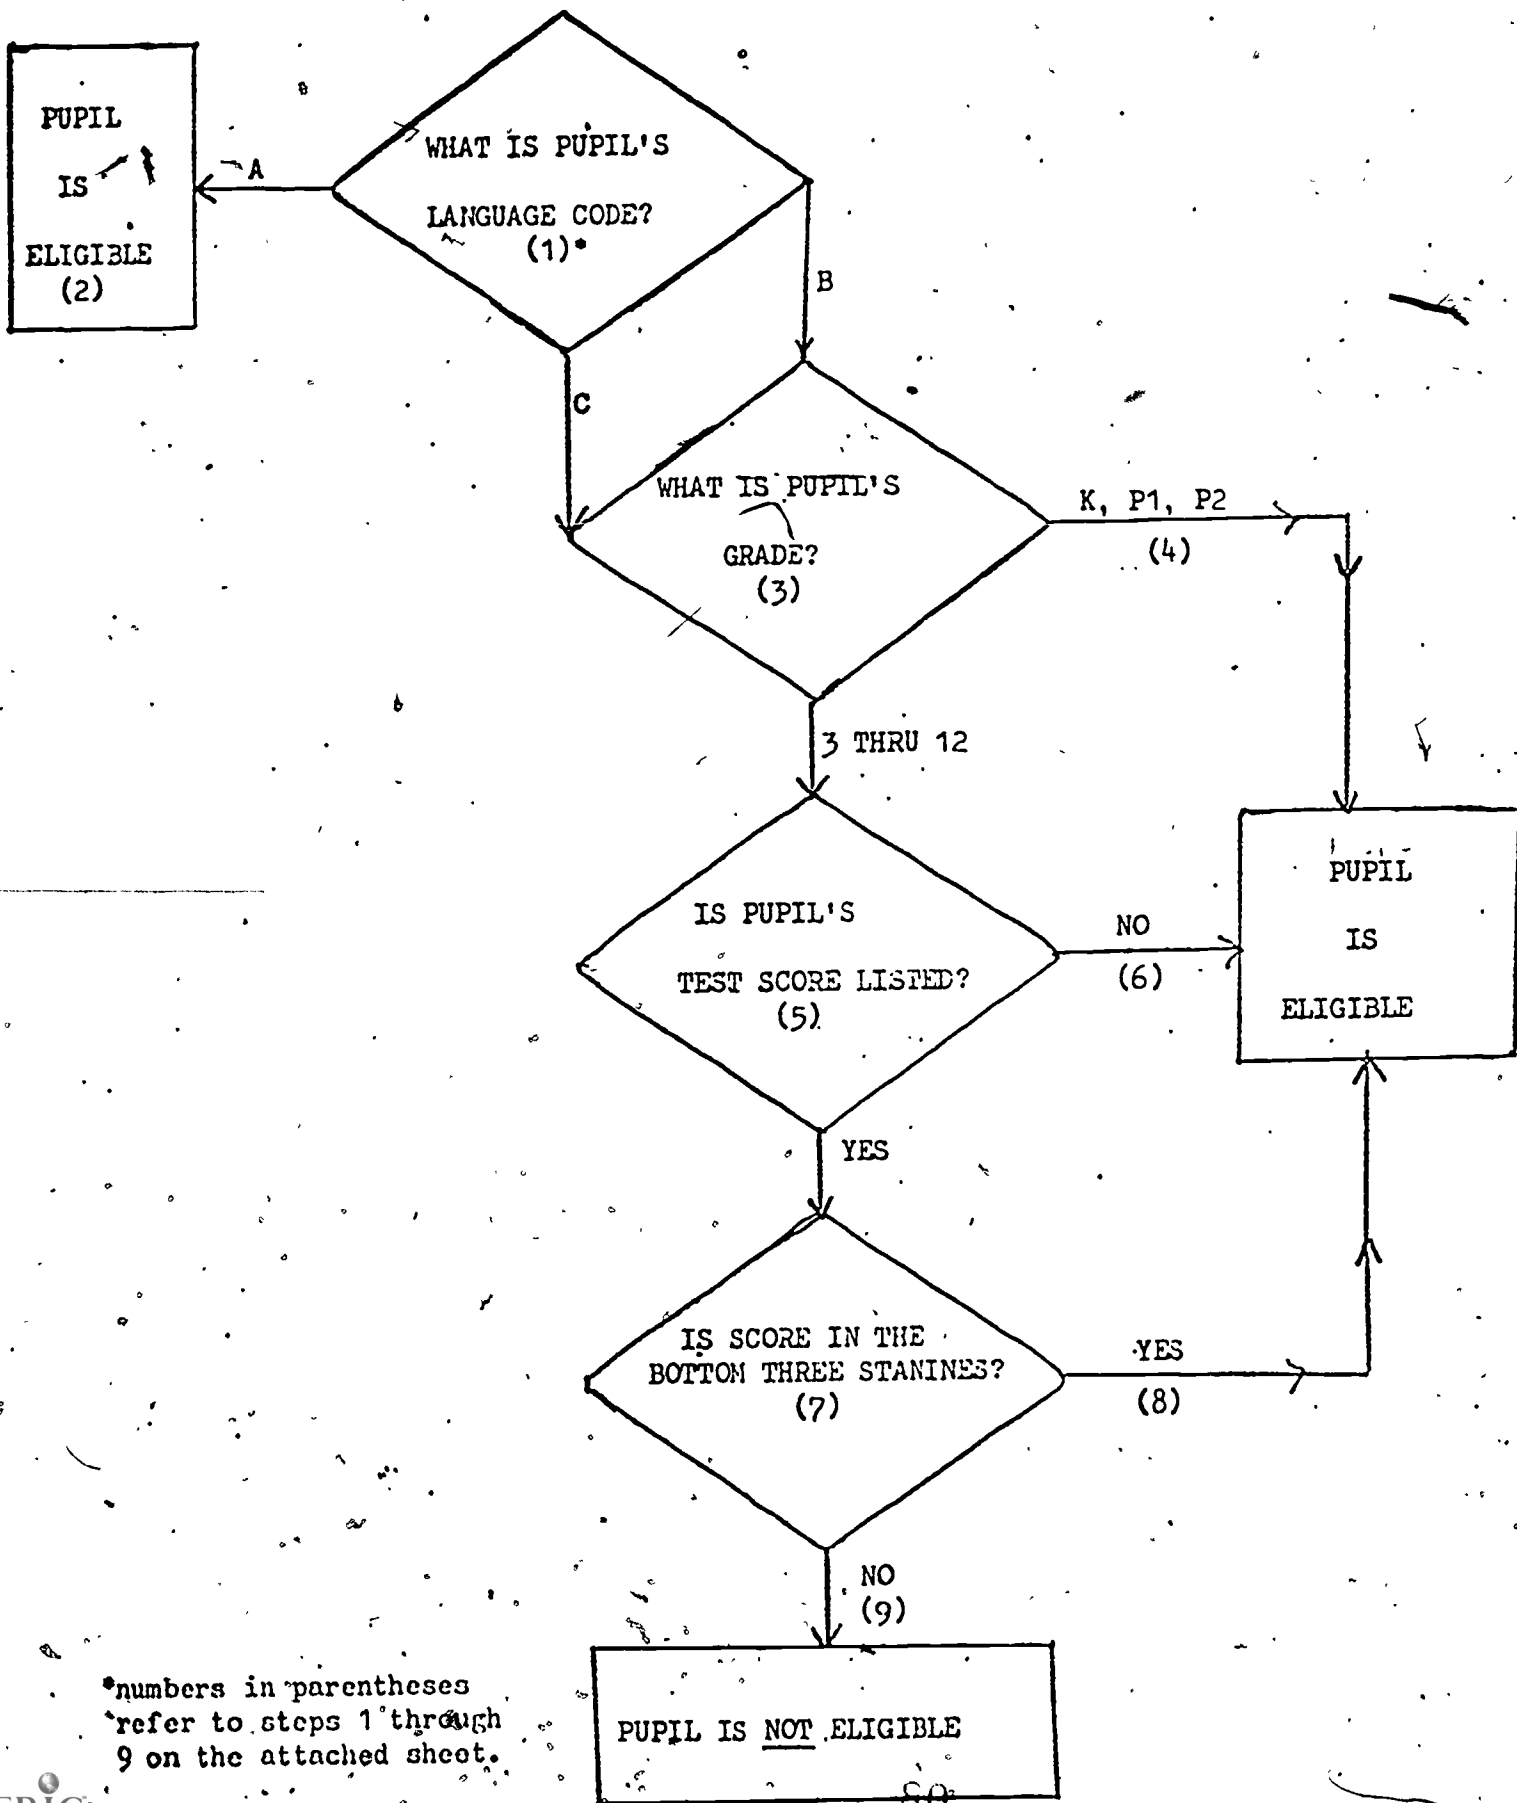 PUPIL
IS
ELIGIBLE
(2)
A
WHAT IS PUPIL'S
LANGUAGE CODE?
(1)*
B
C
WHAT IS PUPIL'S
GRADE?
(3)
K, P1, P2
(4)
3 THRU 12
IS PUPIL'S
TEST SCORE LISTED?
(5)
NO
(6)
PUPIL
IS
ELIGIBLE
YES
IS SCORE IN THE
BOTTOM THREE STANINES?
(7)
YES
(8)
NO
(9)
PUPIL IS NOT ELIGIBLE
*numbers in parentheses
refer to steps 1 through
9 on the attached sheet.